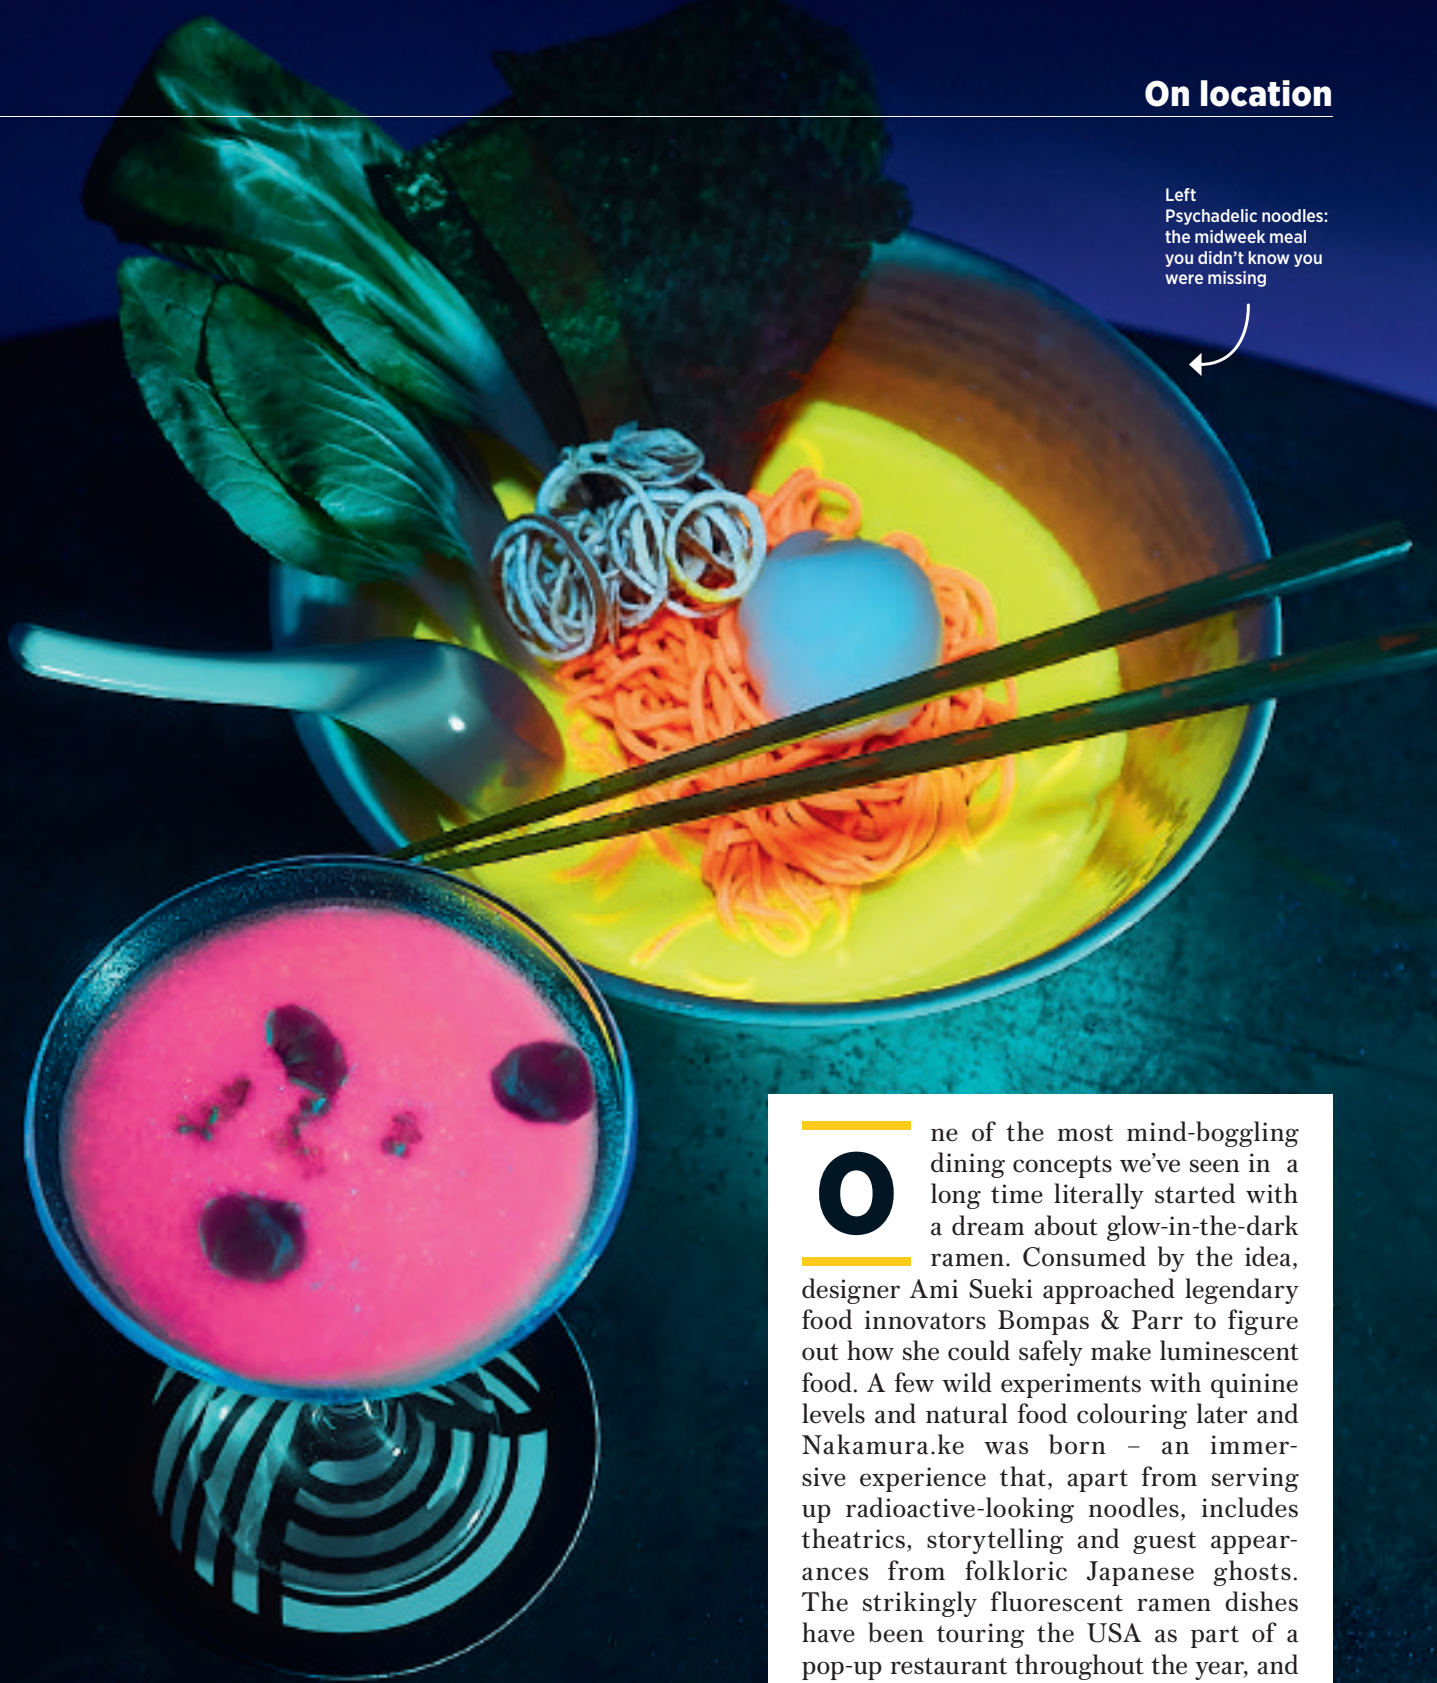 On location
Left
Psychadelic noodles:
the midweek meal
you didn't know you
were missing
One of the most mind-boggling
dining concepts we've seen in a
long time literally started with
a dream about glow-in-the-dark
ramen. Consumed by the idea,
designer Ami Sueki approached legendary
food innovators Bompas & Parr to figure
out how she could safely make luminescent
food. A few wild experiments with quinine
levels and natural food colouring later and
Nakamura.ke was born – an immer-
sive experience that, apart from serving
up radioactive-looking noodles, includes
theatrics, storytelling and guest appear-
ances from folkloric Japanese ghosts.
The strikingly fluorescent ramen dishes
have been touring the USA as part of a
pop-up restaurant throughout the year, and